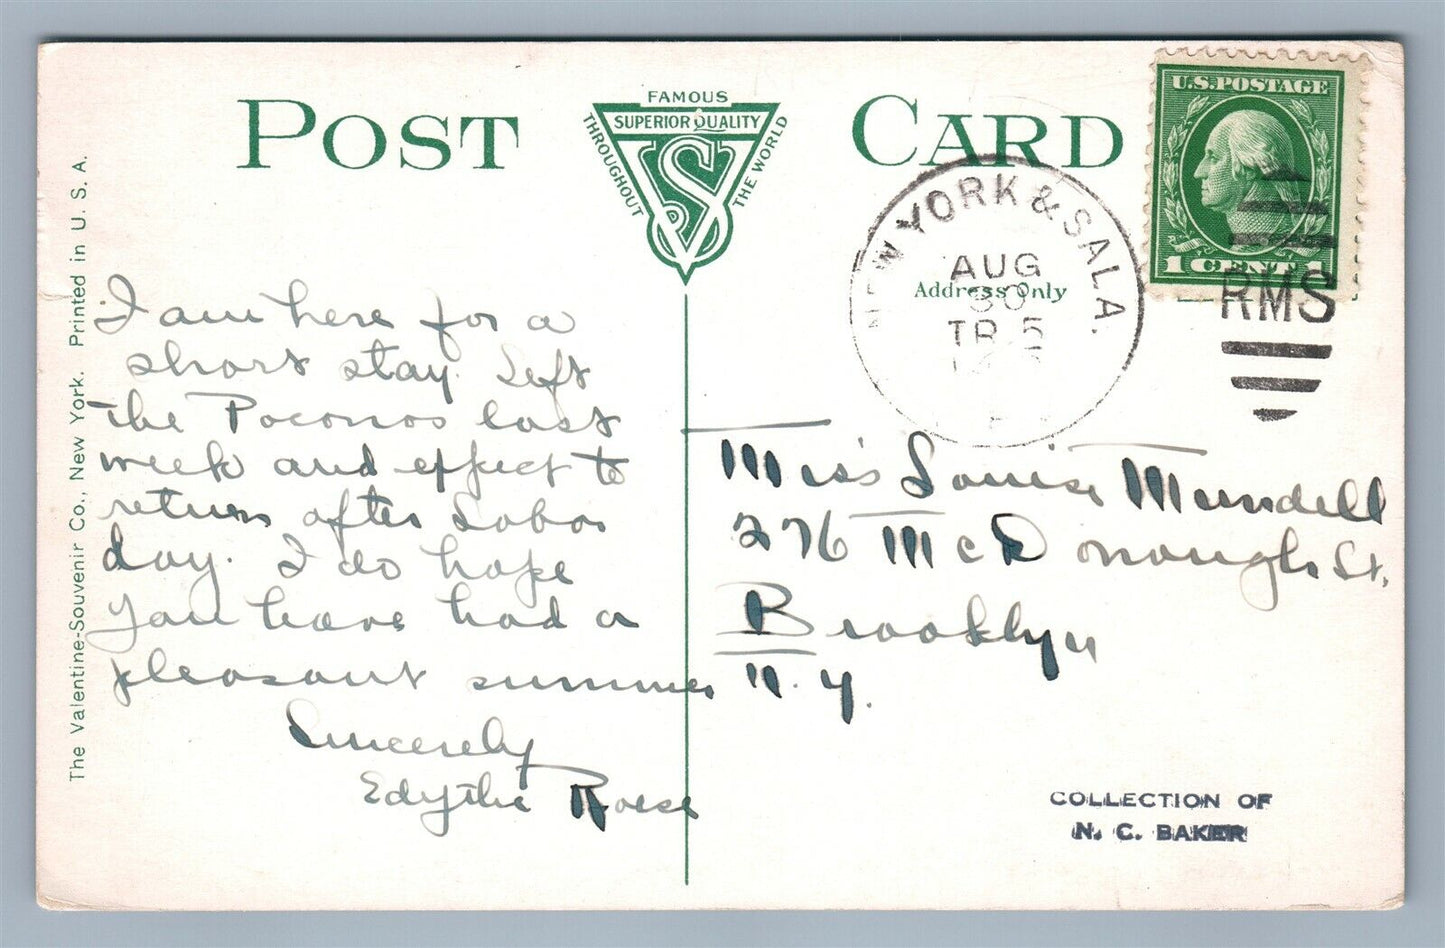 POST CARD
FAMOUS
THROUGHOUT
THE WORLD
SUPERIOR QUALITY
VSC
U.S. POSTAGE
1 CENT 1
NEW YORK & SALA.
AUG
30
TR 5
RMS
Address Only
The Valentine-Souvenir Co., New York. Printed in U. S. A.
I am here for a
short stay. Left
the Poconos last
week and expect to
return after Labor
day. I do hope
you have had a
pleasant summer
Sincerely
Edythe
Miss Louise Mundell
276 McDonough St.
Brooklyn
N.Y.
COLLECTION OF
N. C. BAKER